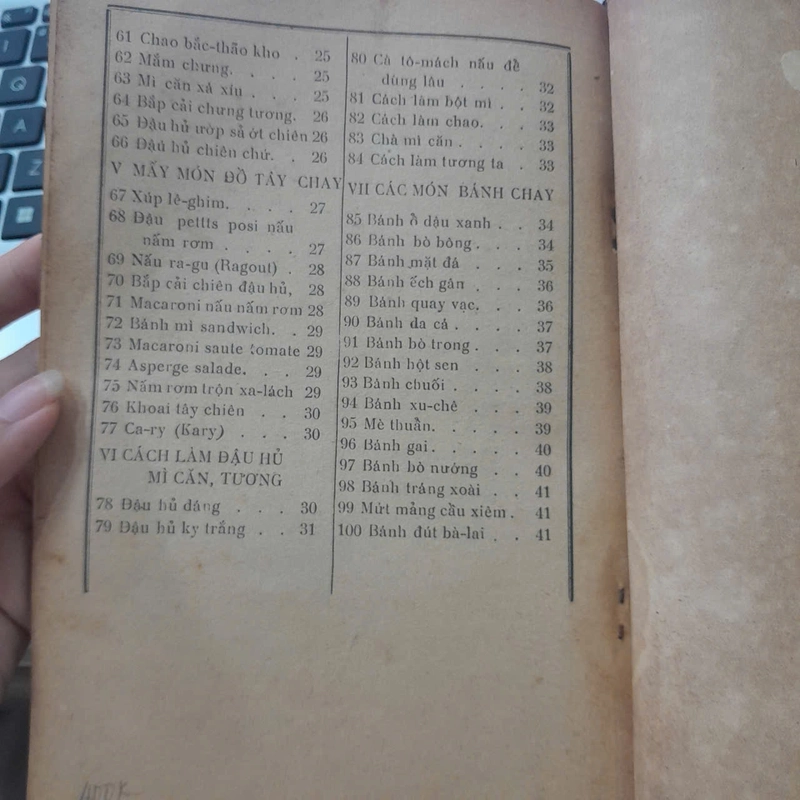 61 Chao bắc-thảo kho . 25
62 Mắm chưng. . . . 25
63 Mì căn xá xíu . . . 25
64 Bắp cải chưng tương. 26
65 Đậu hủ ướp sả ớt chiên 26
66 Đậu hủ chiên chứ. . 26
V MẤY MÓN ĐỒ TÂY CHAY
67 Xúp lê-ghim. . . . 27
68 Đậu pettts posi nấu
nấm rơm . . . . 27
69 Nấu ra-gu (Ragout) . 28
70 Bắp cải chiên đậu hủ, 28
71 Macaroni nấu nấm rơm 28
72 Bánh mì sandwich. . 29
73 Macaroni saute tomate 29
74 Asperge salade. . . 29
75 Nấm rơm trộn xa-lách 29
76 Khoai tây chiên . . 30
77 Ca-ry (Kary) . . . 30
VI CÁCH LÀM ĐẬU HỦ
MÌ CĂN, TƯƠNG
78 Đậu hủ dáng . . . 30
79 Đậu hủ ky trắng . . 31
80 Cà tô-mách nấu để
dùng lâu . . . . 32
81 Cách làm bột mì . . 32
82 Cách làm chao. . . 33
83 Chà mì căn . . . . 33
84 Cách làm tương ta . 33
VII CÁC MÓN BÁNH CHAY
85 Bánh ổ dậu xanh . . 34
86 Bánh bò bông . . . 34
87 Bánh mặt đá . . . 35
88 Bánh ếch gân . . . 36
89 Bánh quay vạc. . . 36
90 Bánh da cả . . . . 37
91 Bánh bò trong . . . 37
92 Bánh hột sen . . . 38
93 Bánh chuối . . . . 38
94 Bánh xu-chê . . . 39
95 Mè thuẫn. . . . . 39
96 Bánh gai. . . . . 40
97 Bánh bò nướng . . 40
98 Bánh tráng xoài . . 41
99 Mứt mảng cầu xiêm. . 41
100 Bánh đút bà-lai . . 41
400K